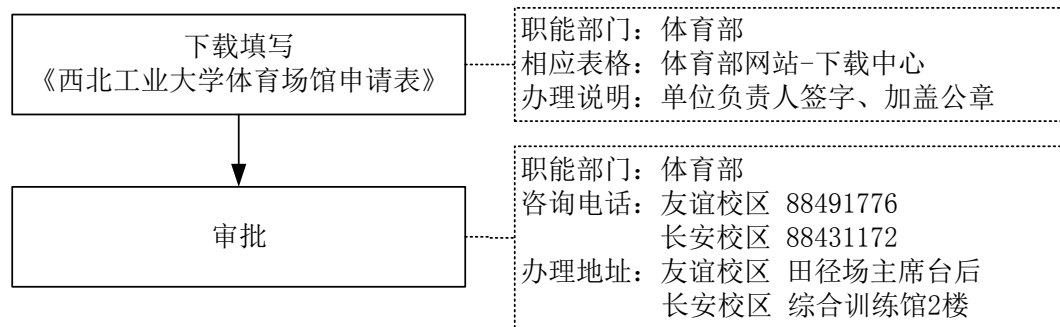 下载填写
《西北工业大学体育场馆申请表》
职能部门：体育部
相应表格：体育部网站-下载中心
办理说明：单位负责人签字、加盖公章
审批
职能部门：体育部
咨询电话：友谊校区 88491776
长安校区 88431172
办理地址：友谊校区 田径场主席台后
长安校区 综合训练馆2楼